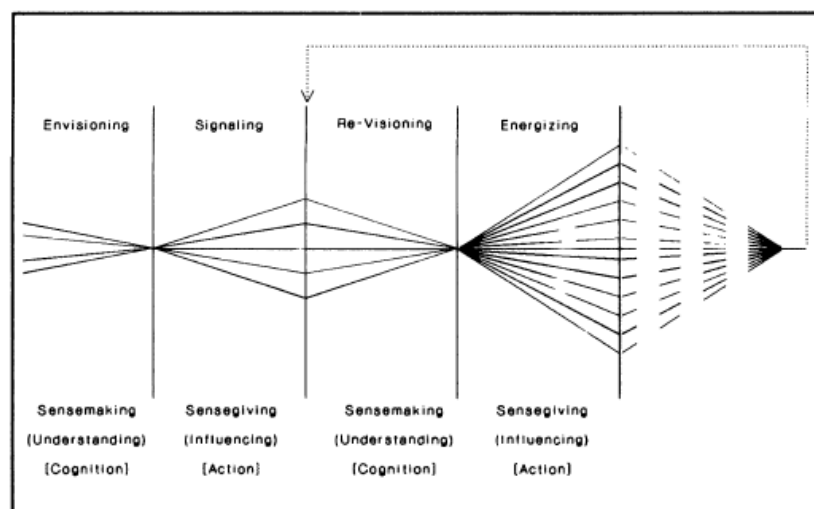 Envisioning Signaling Re-Visioning Energizing
Sensemaking Sensegiving Sensemaking Sensegiving
(Understanding) (Influencing) (Understanding) (Influencing)
[Cognition] [Action] [Cognition] [Action]